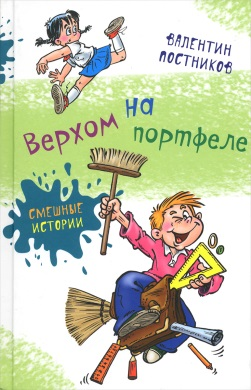 ВАЛЕНТИН
ПОСТНИКОВ
Верхом на
портфеле
СМЕШНЫЕ
ИСТОРИИ